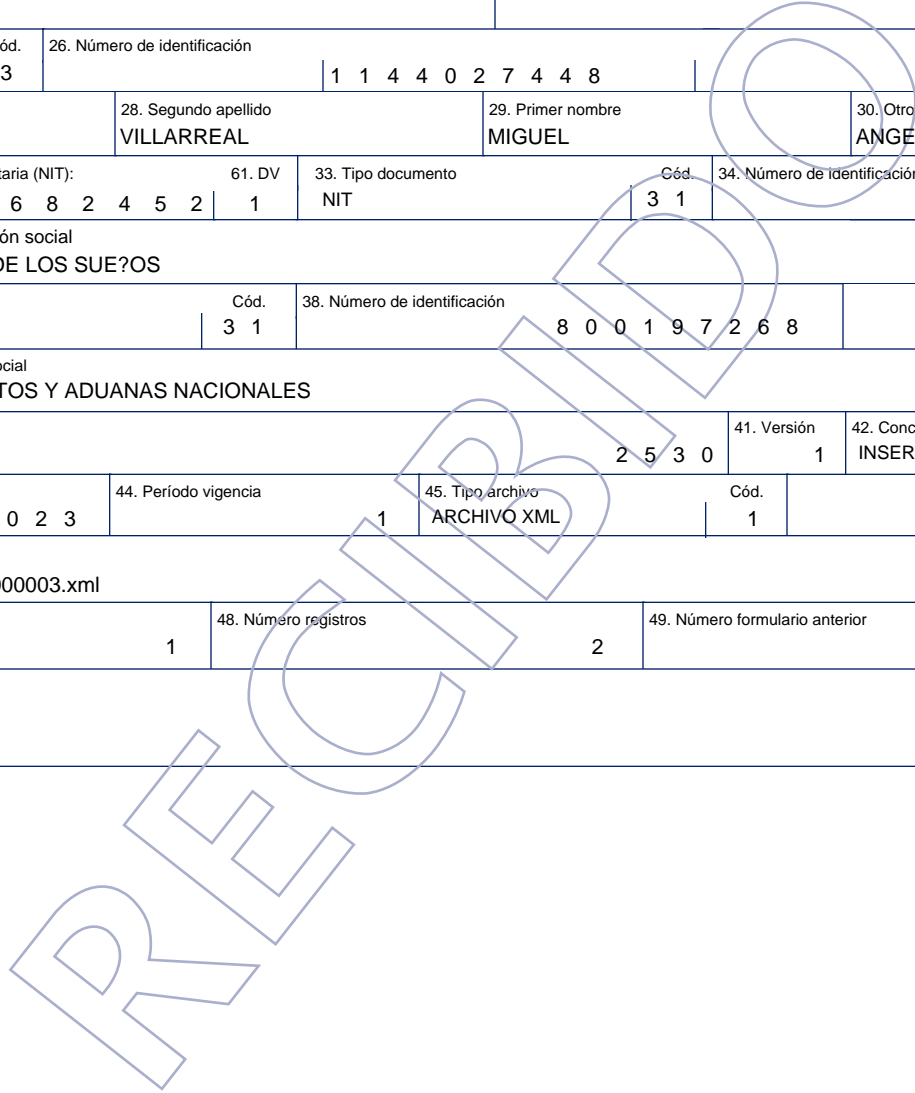 ód. 26. Número de identificación
3 1 1 4 4 0 2 7 4 4 8
28. Segundo apellido 29. Primer nombre 30. Otro
VILLARREAL MIGUEL ANGE
taria (NIT): 61. DV 33. Tipo documento Cód. 34. Número de identificación
6 8 2 4 5 2 1 NIT 3 1
ón social
DE LOS SUE?OS
Cód. 38. Número de identificación
3 1 8 0 0 1 9 7 2 6 8
ocial
TOS Y ADUANAS NACIONALES
41. Versión 42. Conc
2 5 3 0 1 INSER
44. Período vigencia 45. Tipo archivo Cód.
0 2 3 1 ARCHIVO XML 1
00003.xml
48. Número registros 49. Número formulario anterior
1 2
RECIBIDO